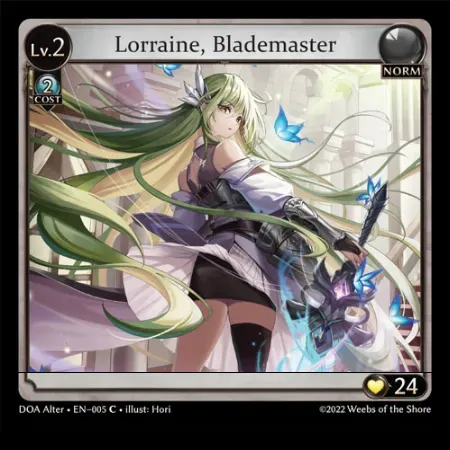 Lv.2
Lorraine, Blademaster
NORM
2
COST
24
DOA Alter • EN-005 C • illust: Hori
©2022 Weebs of the Shore